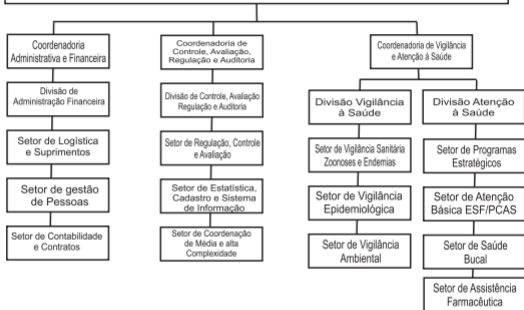 Coordenadoria
Administrativa e Financeira
Divisão de
Administração Financeira
Setor de Logística
e Suprimentos
Setor de gestão
de Pessoas
Setor de Contabilidade
e Contratos
Coordenadoria de
Controle, Avaliação,
Regulação e Auditoria
Divisão de Controle, Avaliação
Regulação e Auditoria
Setor de Regulação, Controle
e Avaliação
Setor de Estatística,
Cadastro e Sistema
de Informação
Setor de Coordenação
de Média e alta
Complexidade
Coordenadoria de Vigilância
e Atenção à Saúde
Divisão Vigilância
à Saúde
Setor de Vigilância Sanitária
Zoonoses e Endemias
Setor de Vigilância
Epidemiológica
Setor de Vigilância
Ambiental
Divisão Atenção
à Saúde
Setor de Programas
Estratégicos
Setor de Atenção
Básica ESF/PCAS
Setor de Saúde
Bucal
Setor de Assistência
Farmacêutica